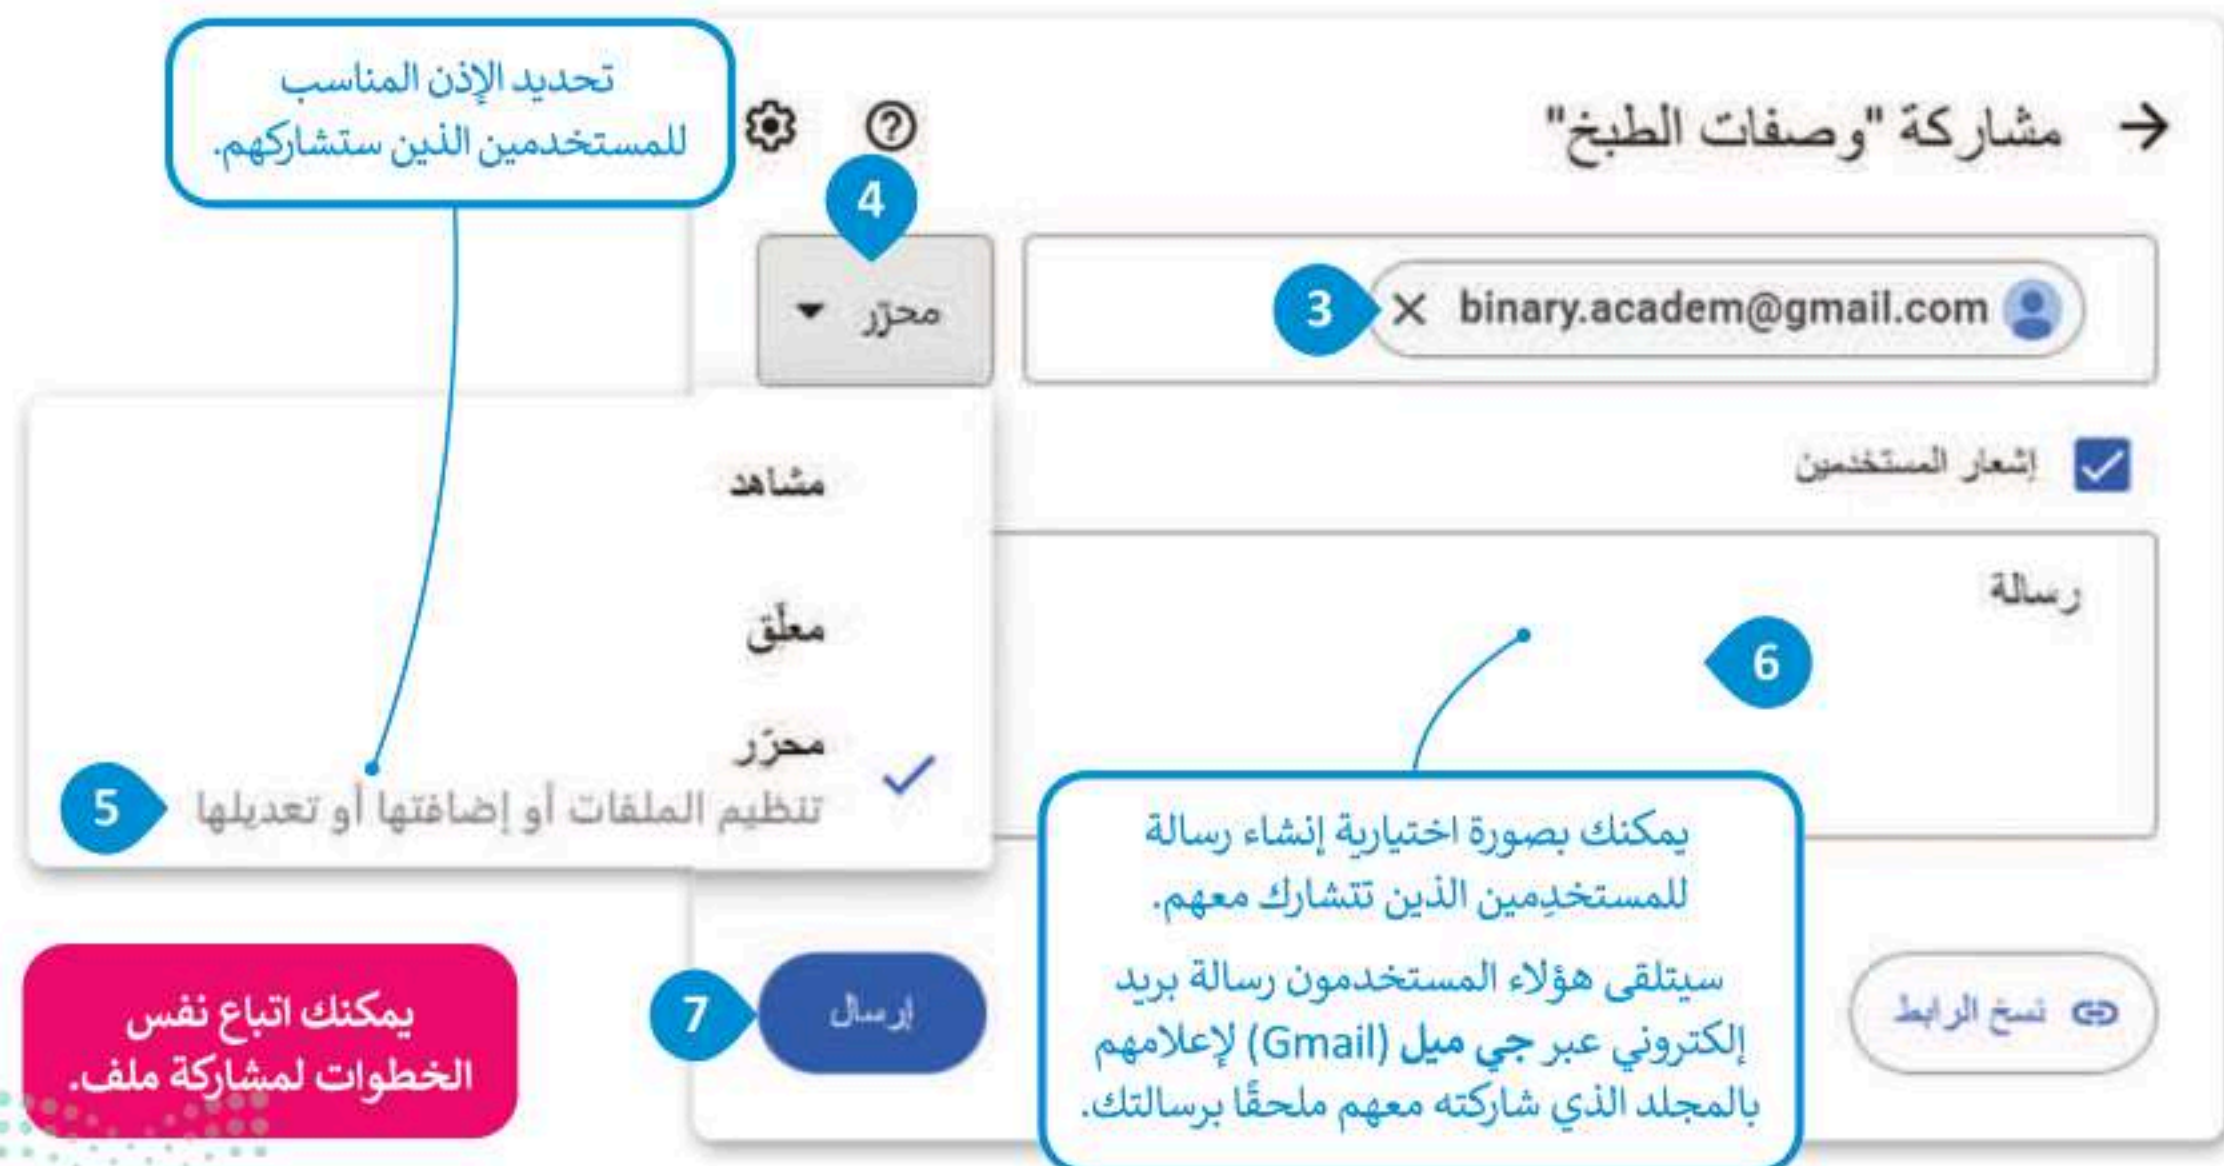 تحديد الإذن المناسب
للمستخدمين الذين ستشاركهم.
مشاركة "وصفات الطبخ"
4
محرّر
3
binary.academ@gmail.com
إشعار المستخدمين
مشاهد
معلّق
محرّر
تنظيم الملفات أو إضافتها أو تعديلها
5
رسالة
6
يمكنك بصورة اختيارية إنشاء رسالة
للمستخدِمين الذين تتشارك معهم.
سيتلقى هؤلاء المستخدمون رسالة بريد
إلكتروني عبر جي ميل (Gmail) لإعلامهم
بالمجلد الذي شاركته معهم ملحقًا برسالتك.
نسخ الرابط
7
إرسال
يمكنك اتباع نفس
الخطوات لمشاركة ملف.